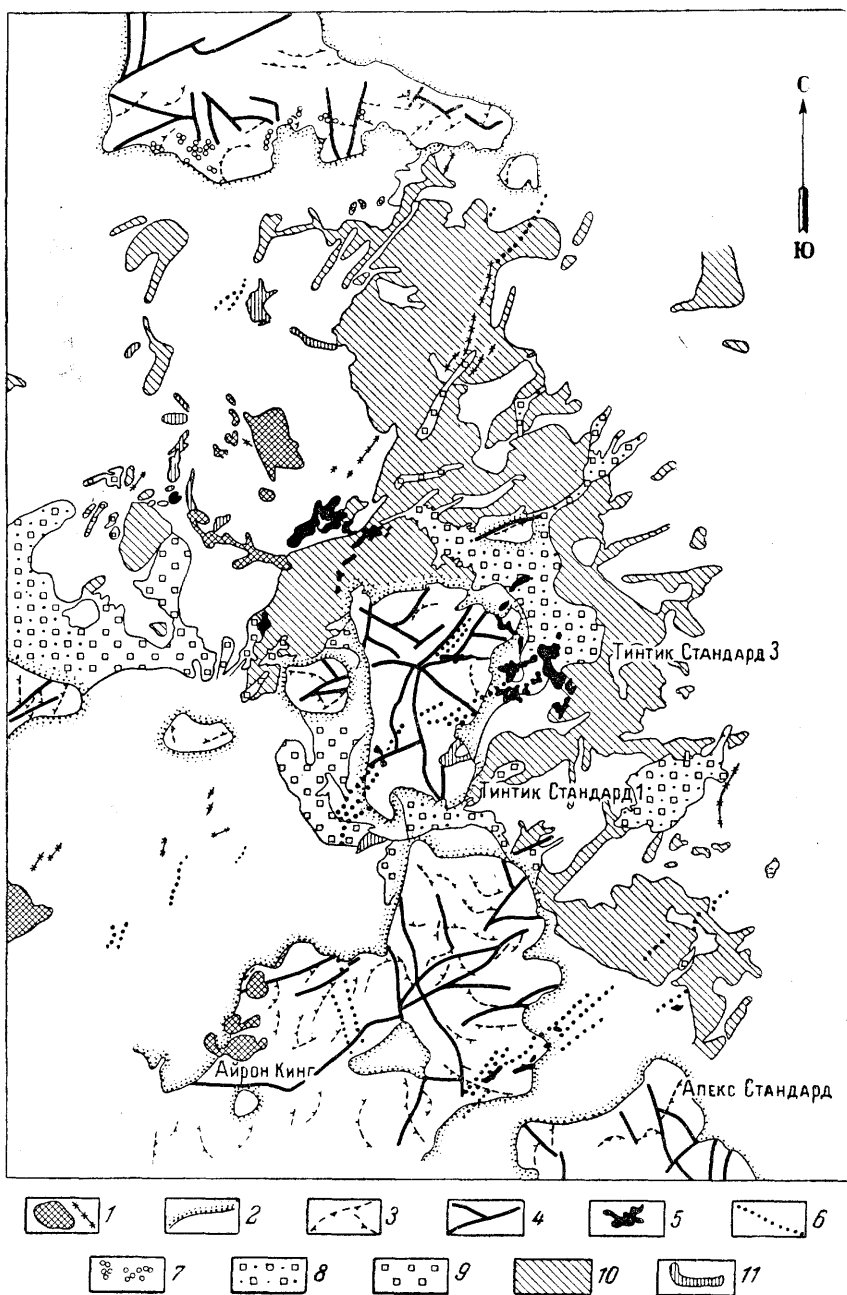 С
Ю
Тинтик Стандард 3
Тинтик Стандард 1
Айрон Кинг
Апекс Стандард
1 2 3 4 5 6
7 8 9 10 11